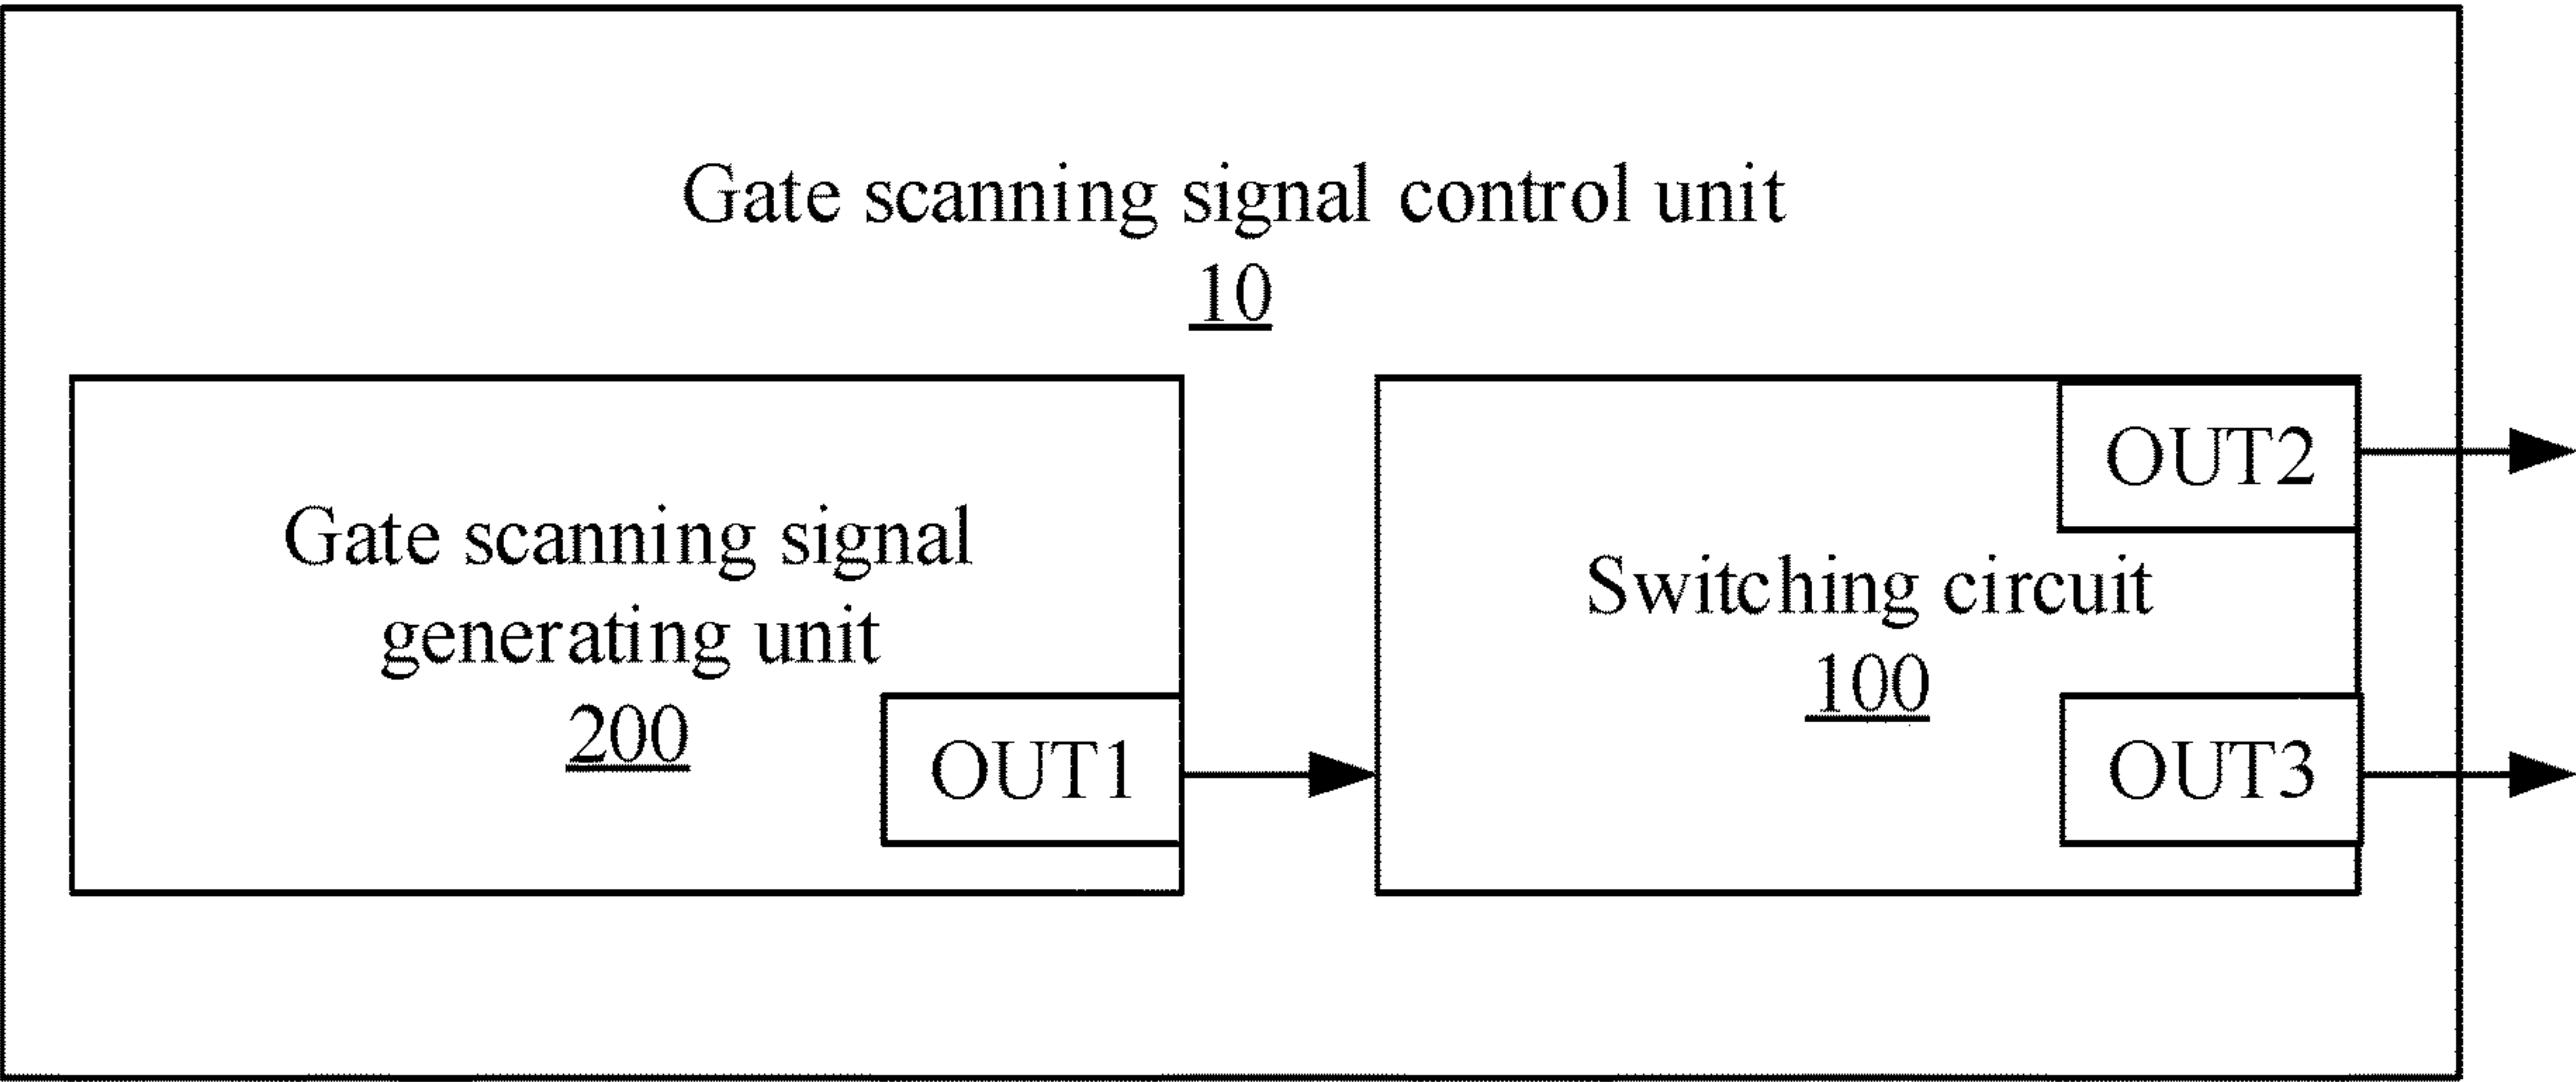 Gate scanning signal control unit
10
Gate scanning signal
generating unit
200
OUT1
OUT2
Switching circuit
100
OUT3